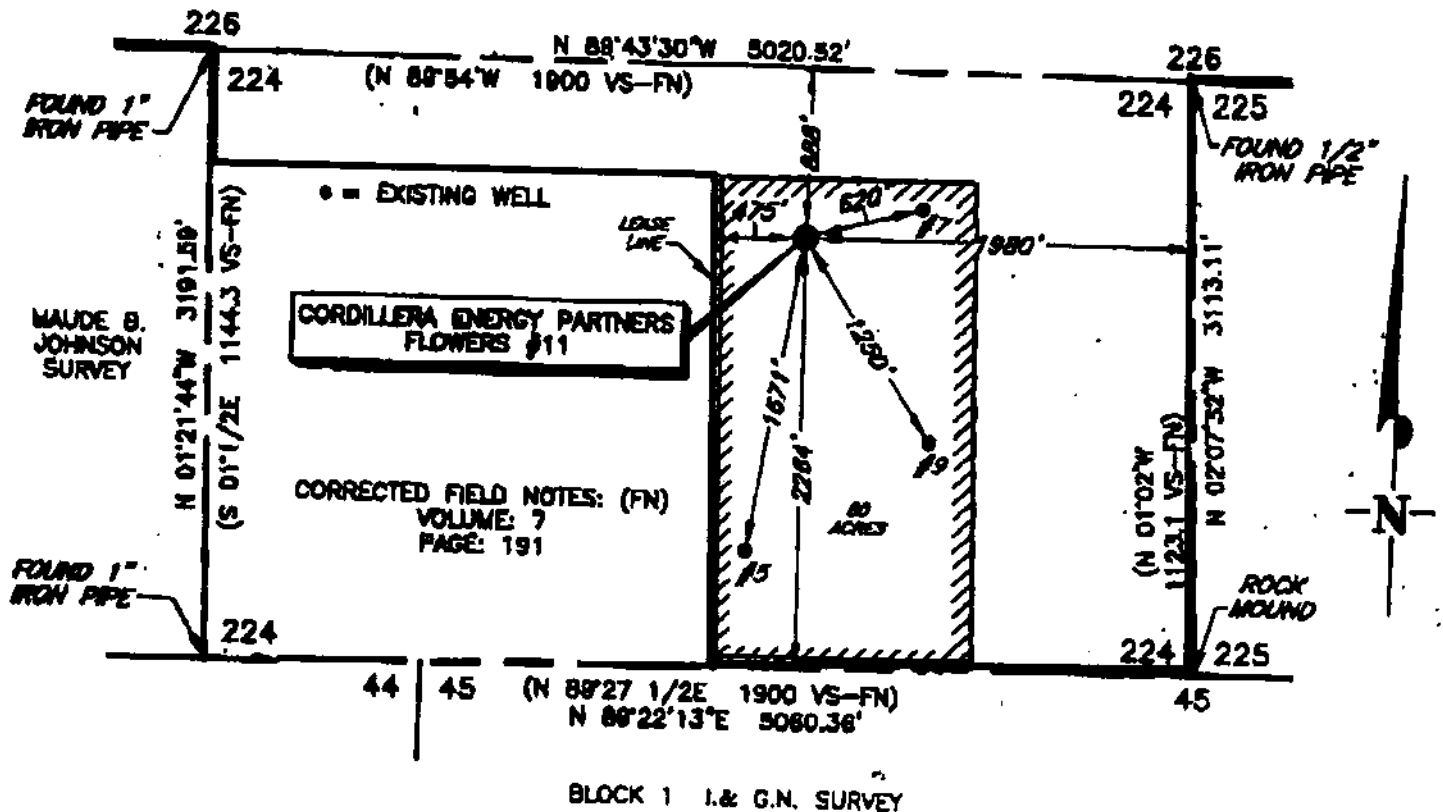 226
N 89°43'30"W 5020.52'
(N 89°54'W 1900 VS-FN)
224
FOUND 1"
IRON PIPE
226
224 225
FOUND 1/2"
IRON PIPE
888'
= EXISTING WELL
LEASE
LINE
475'
620'
#7
1980'
MAUDE B.
JOHNSON
SURVEY
N 01°21'44"W 3191.59'
(S 01°1/2E 1144.3 VS-FN)
CORDILLERA ENERGY PARTNERS
FLOWERS #11
1671'
1250'
2264'
#9
#5
80
ACRES
CORRECTED FIELD NOTES: (FN)
VOLUME: 7
PAGE: 191
(N 01°02'W
1123.1 VS-FN)
N 02°07'52"W 3113.11'
N
FOUND 1"
IRON PIPE
224
ROCK
MOUND
224 225
44 45
(N 89°27 1/2E 1900 VS-FN)
N 89°22'13"E 5060.36'
45
BLOCK 1 I.& G.N. SURVEY